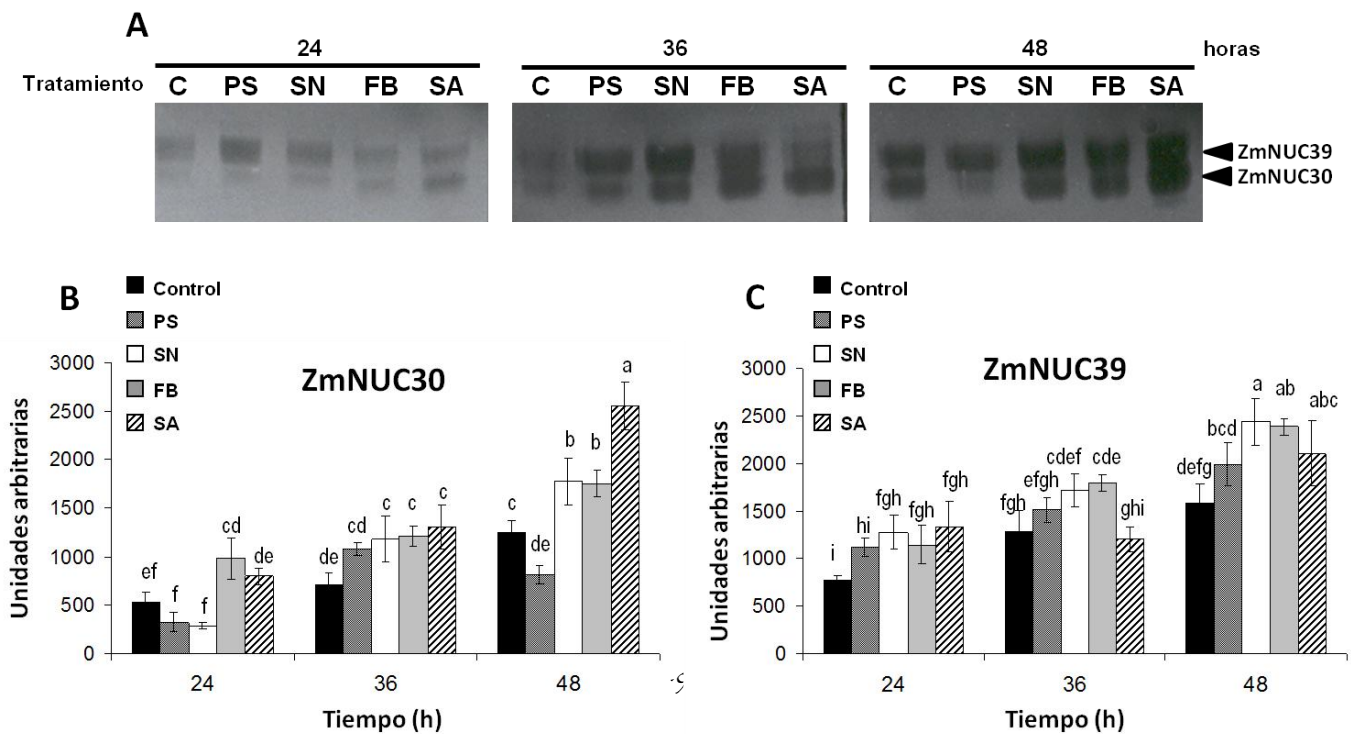 A
24 36 48 horas
Tratamiento C PS SN FB SA C PS SN FB SA C PS SN FB SA
ZmNUC39
ZmNUC30
B
Control
PS
SN
FB
SA
ZmNUC30
Unidades arbitrarias
3000
2500
2000
1500
1000
500
0
ef f f cd de
de cd c c c
c de b b a
24 36 48
Tiempo (h)
C
Control
PS
SN
FB
SA
ZmNUC39
Unidades arbitrarias
3000
2500
2000
1500
1000
500
0
i hi fgh fgh fgh
fgh efgh cdef cde ghi
defg bcd a ab abc
24 36 48
Tiempo (h)